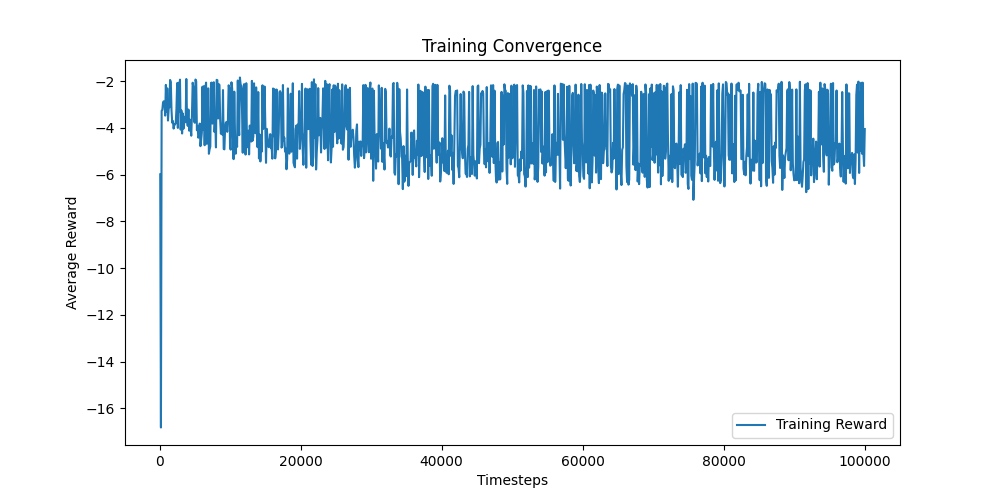 Training Convergence
Average Reward
−2
−4
−6
−8
−10
−12
−14
−16
0 20000 40000 60000 80000 100000
Timesteps
Training Reward